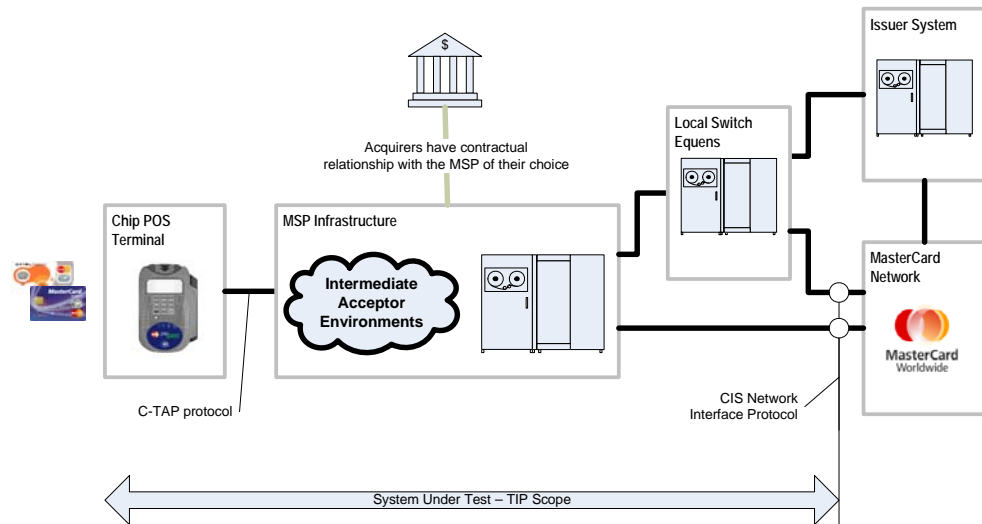 Issuer System
$
Local Switch
Equens
Acquirers have contractual
relationship with the MSP of their choice
Chip POS
Terminal
MSP Infrastructure
MasterCard
Network
Intermediate
Acceptor
Environments
MasterCard
MasterCard
Worldwide
C-TAP protocol
CIS Network
Interface Protocol
System Under Test – TIP Scope